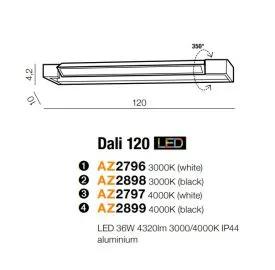 350°
4,2
10
120
Dali 120 LED
1 AZ2796 3000K (white)
2 AZ2898 3000K (black)
3 AZ2797 4000K (white)
4 AZ2899 4000K (black)
LED 36W 4320lm 3000/4000K IP44
aluminium